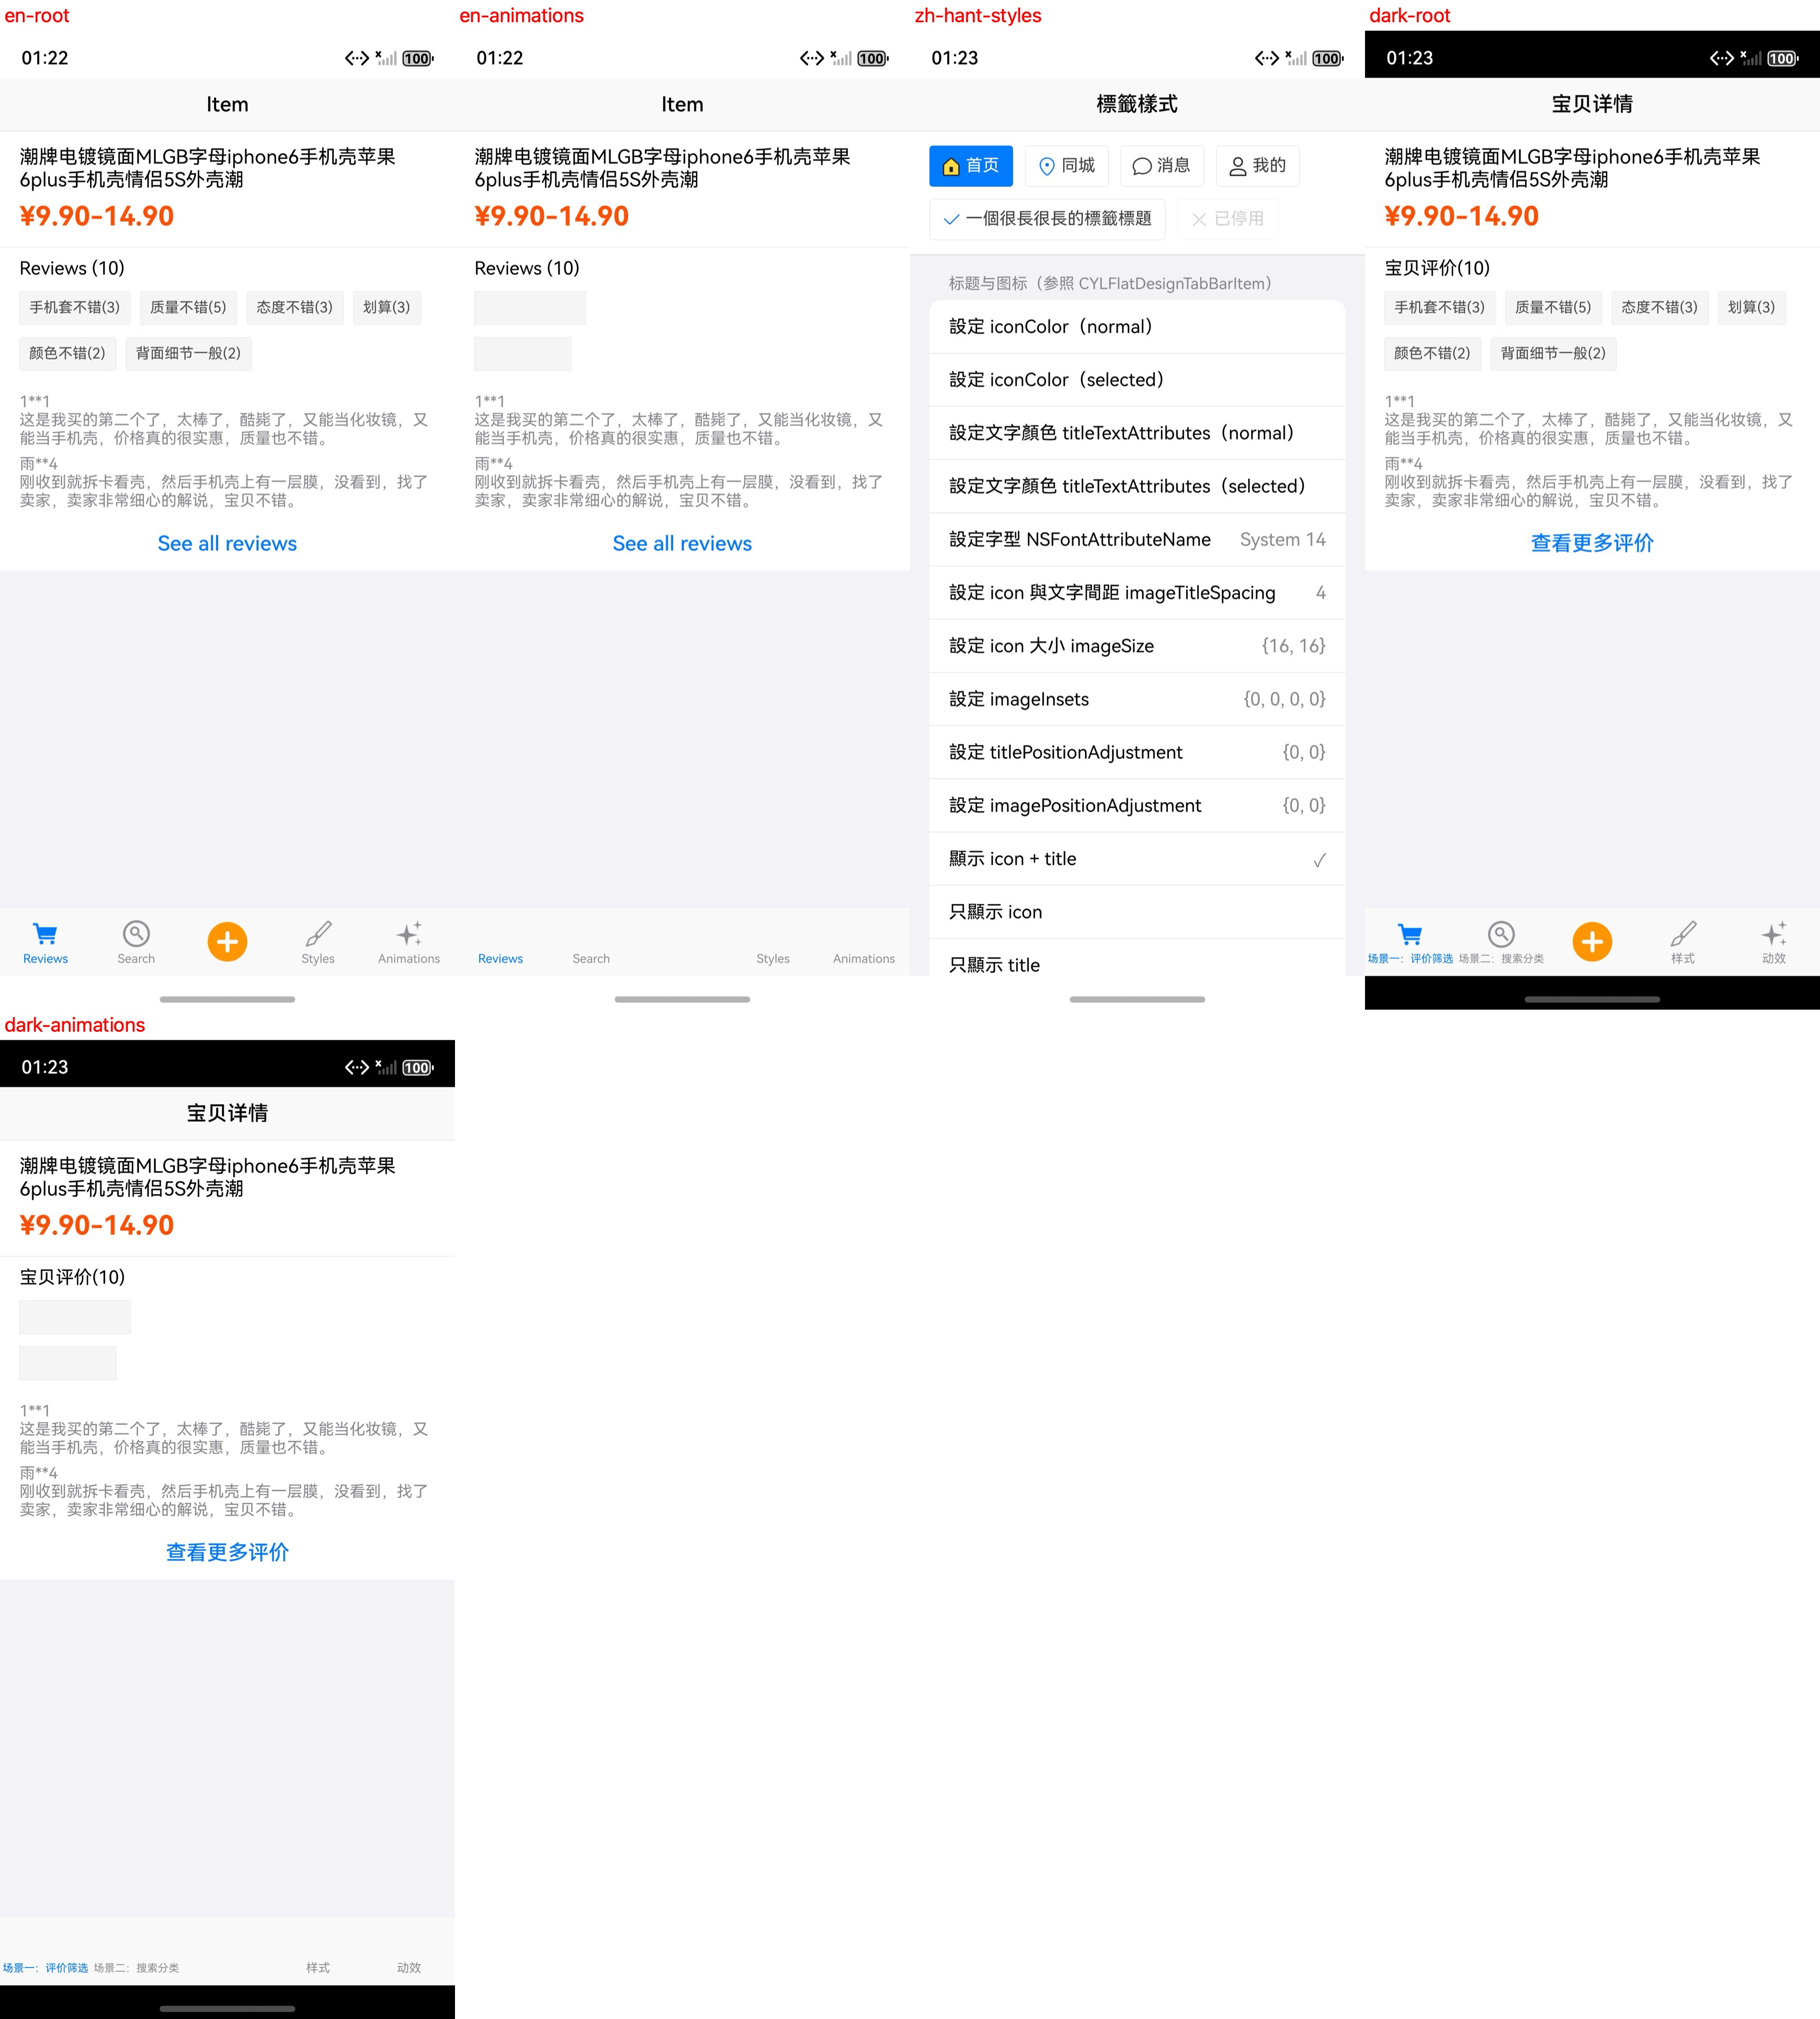 en-root
01:22
100
Item
潮牌电镀镜面MLGB字母iphone6手机壳苹果
6plus手机壳情侣5S外壳潮
¥9.90-14.90
Reviews (10)
手机套不错(3) 质量不错(5) 态度不错(3) 划算(3)
颜色不错(2) 背面细节一般(2)
1**1
这是我买的第二个了，太棒了，酷毙了，又能当化妆镜，又
能当手机壳，价格真的很实惠，质量也不错。
雨**4
刚收到就拆卡看壳，然后手机壳上有一层膜，没看到，找了
卖家，卖家非常细心的解说，宝贝不错。
See all reviews
Reviews Search Styles Animations
en-animations
01:22
100
Item
潮牌电镀镜面MLGB字母iphone6手机壳苹果
6plus手机壳情侣5S外壳潮
¥9.90-14.90
Reviews (10)
1**1
这是我买的第二个了，太棒了，酷毙了，又能当化妆镜，又
能当手机壳，价格真的很实惠，质量也不错。
雨**4
刚收到就拆卡看壳，然后手机壳上有一层膜，没看到，找了
卖家，卖家非常细心的解说，宝贝不错。
See all reviews
Reviews Search Styles Animations
zh-hant-styles
01:23
100
標籤樣式
首页 同城 消息 我的
一個很長很長的標籤標題 已停用
标题与图标（参照 CYLFlatDesignTabBarItem）
設定 iconColor（normal）
設定 iconColor（selected）
設定文字顏色 titleTextAttributes（normal）
設定文字顏色 titleTextAttributes（selected）
設定字型 NSFontAttributeName System 14
設定 icon 與文字間距 imageTitleSpacing 4
設定 icon 大小 imageSize {16, 16}
設定 imageInsets {0, 0, 0, 0}
設定 titlePositionAdjustment {0, 0}
設定 imagePositionAdjustment {0, 0}
顯示 icon + title ✓
只顯示 icon
只顯示 title
dark-root
01:23
100
宝贝详情
潮牌电镀镜面MLGB字母iphone6手机壳苹果
6plus手机壳情侣5S外壳潮
¥9.90-14.90
宝贝评价(10)
手机套不错(3) 质量不错(5) 态度不错(3) 划算(3)
颜色不错(2) 背面细节一般(2)
1**1
这是我买的第二个了，太棒了，酷毙了，又能当化妆镜，又
能当手机壳，价格真的很实惠，质量也不错。
雨**4
刚收到就拆卡看壳，然后手机壳上有一层膜，没看到，找了
卖家，卖家非常细心的解说，宝贝不错。
查看更多评价
场景一：评价筛选 场景二：搜索分类 样式 动效
dark-animations
01:23
100
宝贝详情
潮牌电镀镜面MLGB字母iphone6手机壳苹果
6plus手机壳情侣5S外壳潮
¥9.90-14.90
宝贝评价(10)
1**1
这是我买的第二个了，太棒了，酷毙了，又能当化妆镜，又
能当手机壳，价格真的很实惠，质量也不错。
雨**4
刚收到就拆卡看壳，然后手机壳上有一层膜，没看到，找了
卖家，卖家非常细心的解说，宝贝不错。
查看更多评价
场景一：评价筛选 场景二：搜索分类 样式 动效